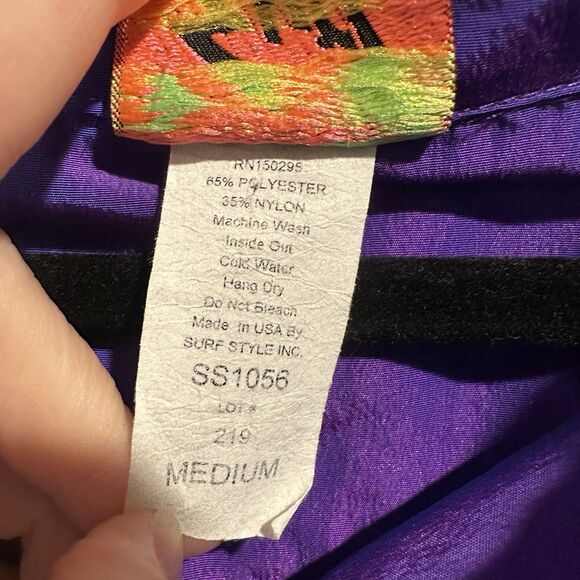 RN150295
65% POLYESTER
35% NYLON
Machine Wash
Inside Out
Cold Water
Hang Dry
Do Not Bleach
Made In USA By
SURF STYLE INC.
SS1056
LOT #
219
MEDIUM